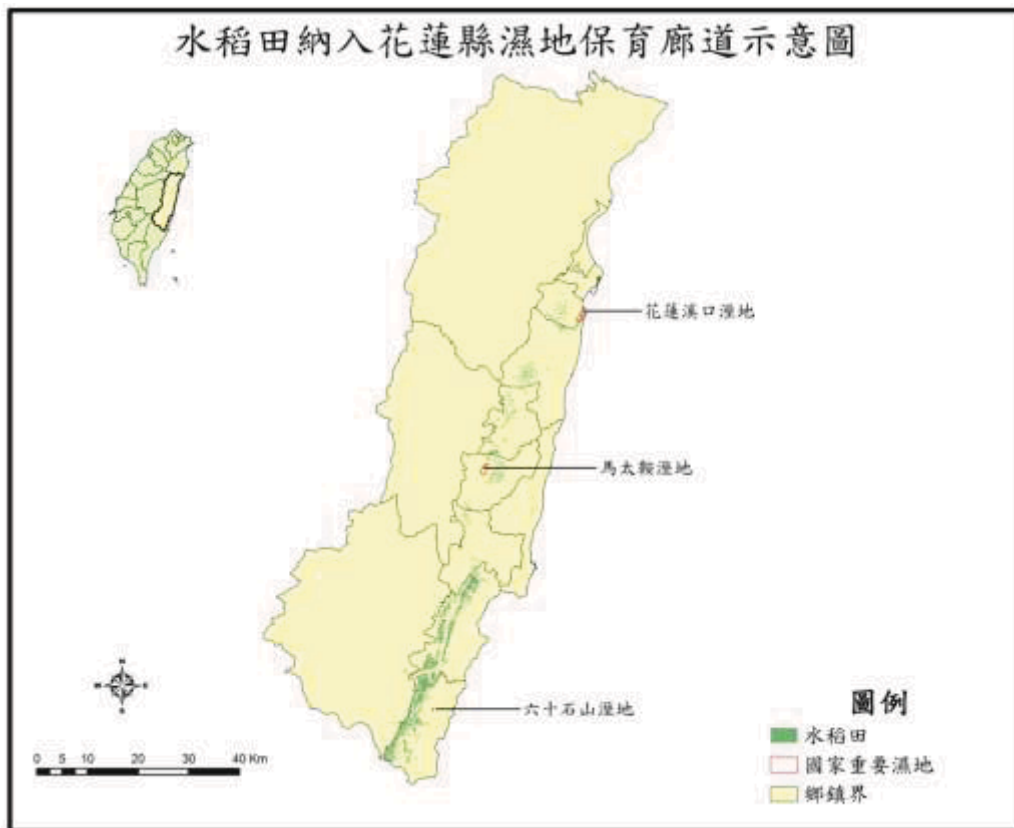 水稻田納入花蓮縣濕地保育廊道示意圖
花蓮溪口溼地
馬太鞍溼地
六十石山溼地
N
W
E
S
0 5 10 20 30 40 Km
圖例
水稻田
國家重要濕地
鄉鎮界